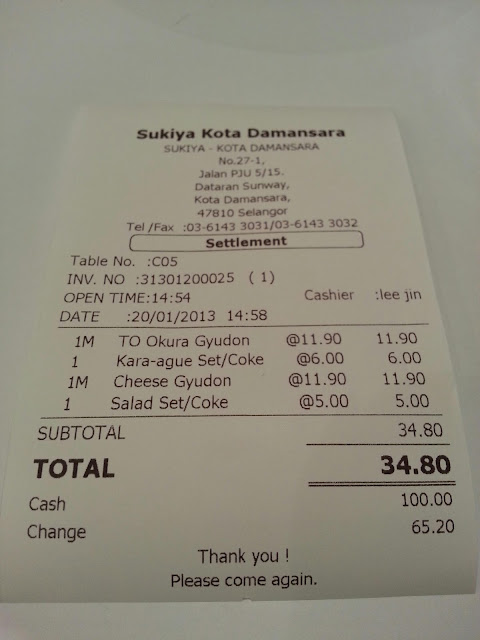 Sukiya Kota Damansara
SUKIYA - KOTA DAMANSARA
No.27-1,
Jalan PJU 5/15.
Dataran Sunway,
Kota Damansara,
47810 Selangor
Tel /Fax :03-6143 3031/03-6143 3032
Settlement
Table No. :C05
INV. NO :31301200025 ( 1)
OPEN TIME:14:54 Cashier :lee jin
DATE :20/01/2013 14:58
1M TO Okura Gyudon @11.90 11.90
1 Kara-ague Set/Coke @6.00 6.00
1M Cheese Gyudon @11.90 11.90
1 Salad Set/Coke @5.00 5.00
SUBTOTAL 34.80
TOTAL 34.80
Cash 100.00
Change 65.20
Thank you !
Please come again.